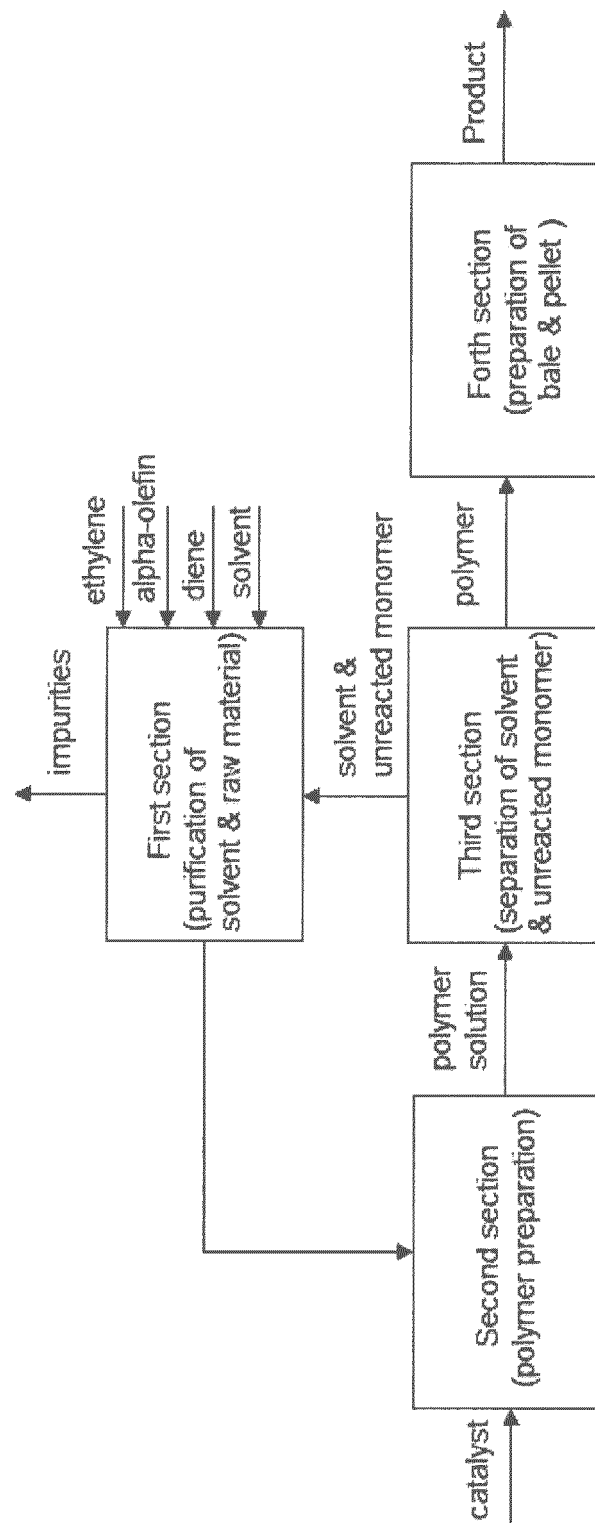 impurities
ethylene
alpha-olefin
diene
solvent
First section
(purification of
solvent & raw material)
solvent &
unreacted monomer
catalyst
Second section
(polymer preparation)
polymer
solution
Third section
(separation of solvent
& unreacted monomer)
polymer
Forth section
(preparation of
bale & pellet )
Product